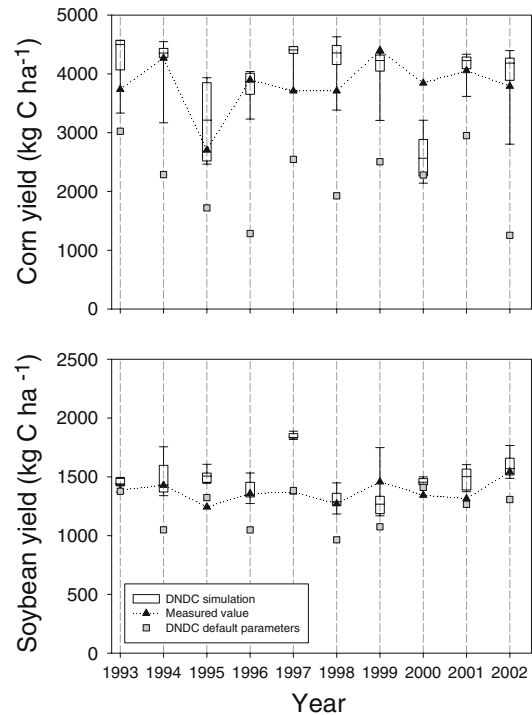 Corn yield (kg C ha⁻¹)
5000
4000
3000
2000
1000
0
Soybean yield (kg C ha⁻¹)
2500
2000
1500
1000
500
0
DNDC simulation
Measured value
DNDC default parameters
1993 1994 1995 1996 1997 1998 1999 2000 2001 2002
Year